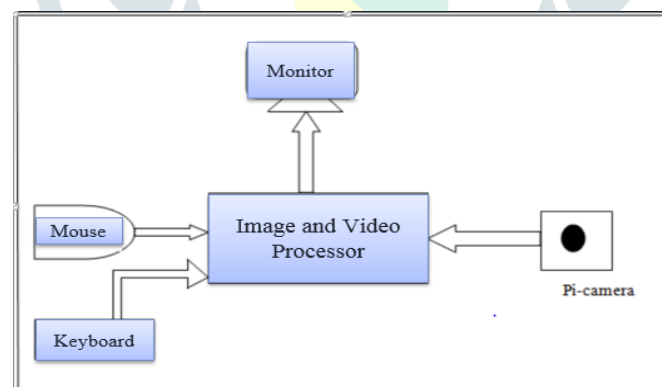 Monitor
Mouse
Image and Video
Processor
Pi-camera
Keyboard